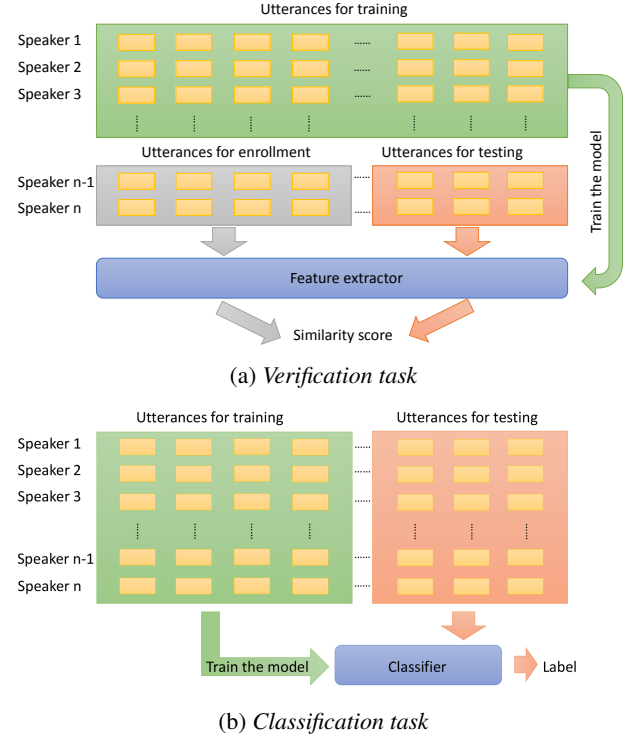 Utterances for training
Speaker 1
......
Speaker 2
......
Speaker 3
......
Train the model
Utterances for enrollment
Utterances for testing
Speaker n-1
......
Speaker n
......
Feature extractor
Similarity score
(a) Verification task
Utterances for training
Utterances for testing
Speaker 1
......
Speaker 2
......
Speaker 3
......
Speaker n-1
......
Speaker n
......
Train the model
Classifier
Label
(b) Classification task